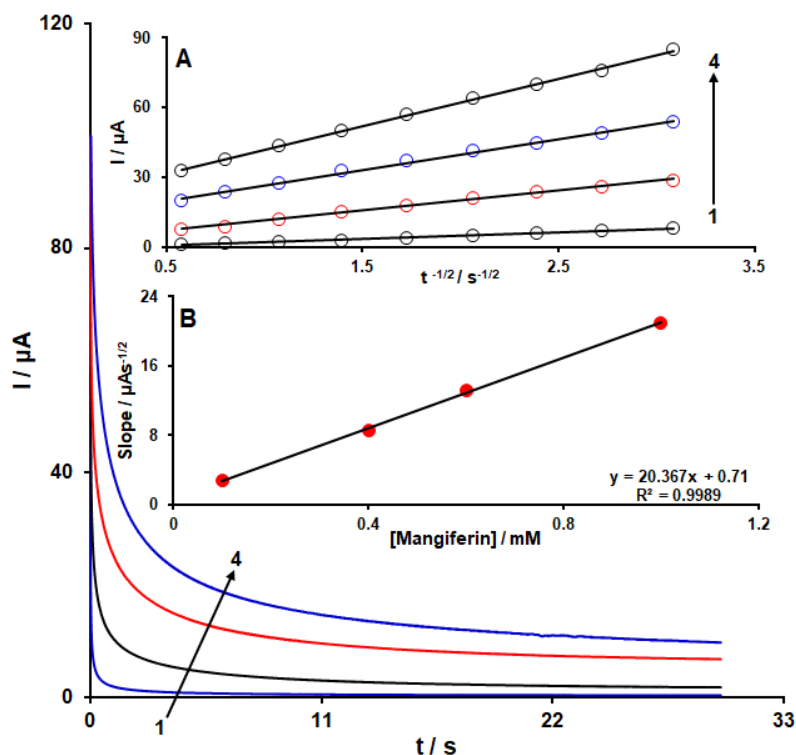 120
80
40
0
I / µA
0
11
22
33
t / s
1
4
A
90
60
30
0
I / µA
0.5
1.5
2.5
3.5
t -1/2 / s-1/2
4
1
B
24
16
8
0
Slope / µAs-1/2
0
0.4
0.8
1.2
[Mangiferin] / mM
y = 20.367x + 0.71
R² = 0.9989